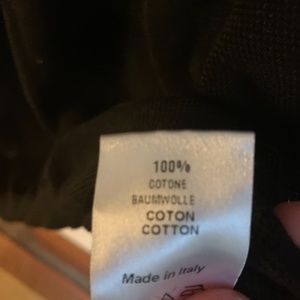 100%
COTONE
BAUMWOLLE
COTON
COTTON
Made in Italy